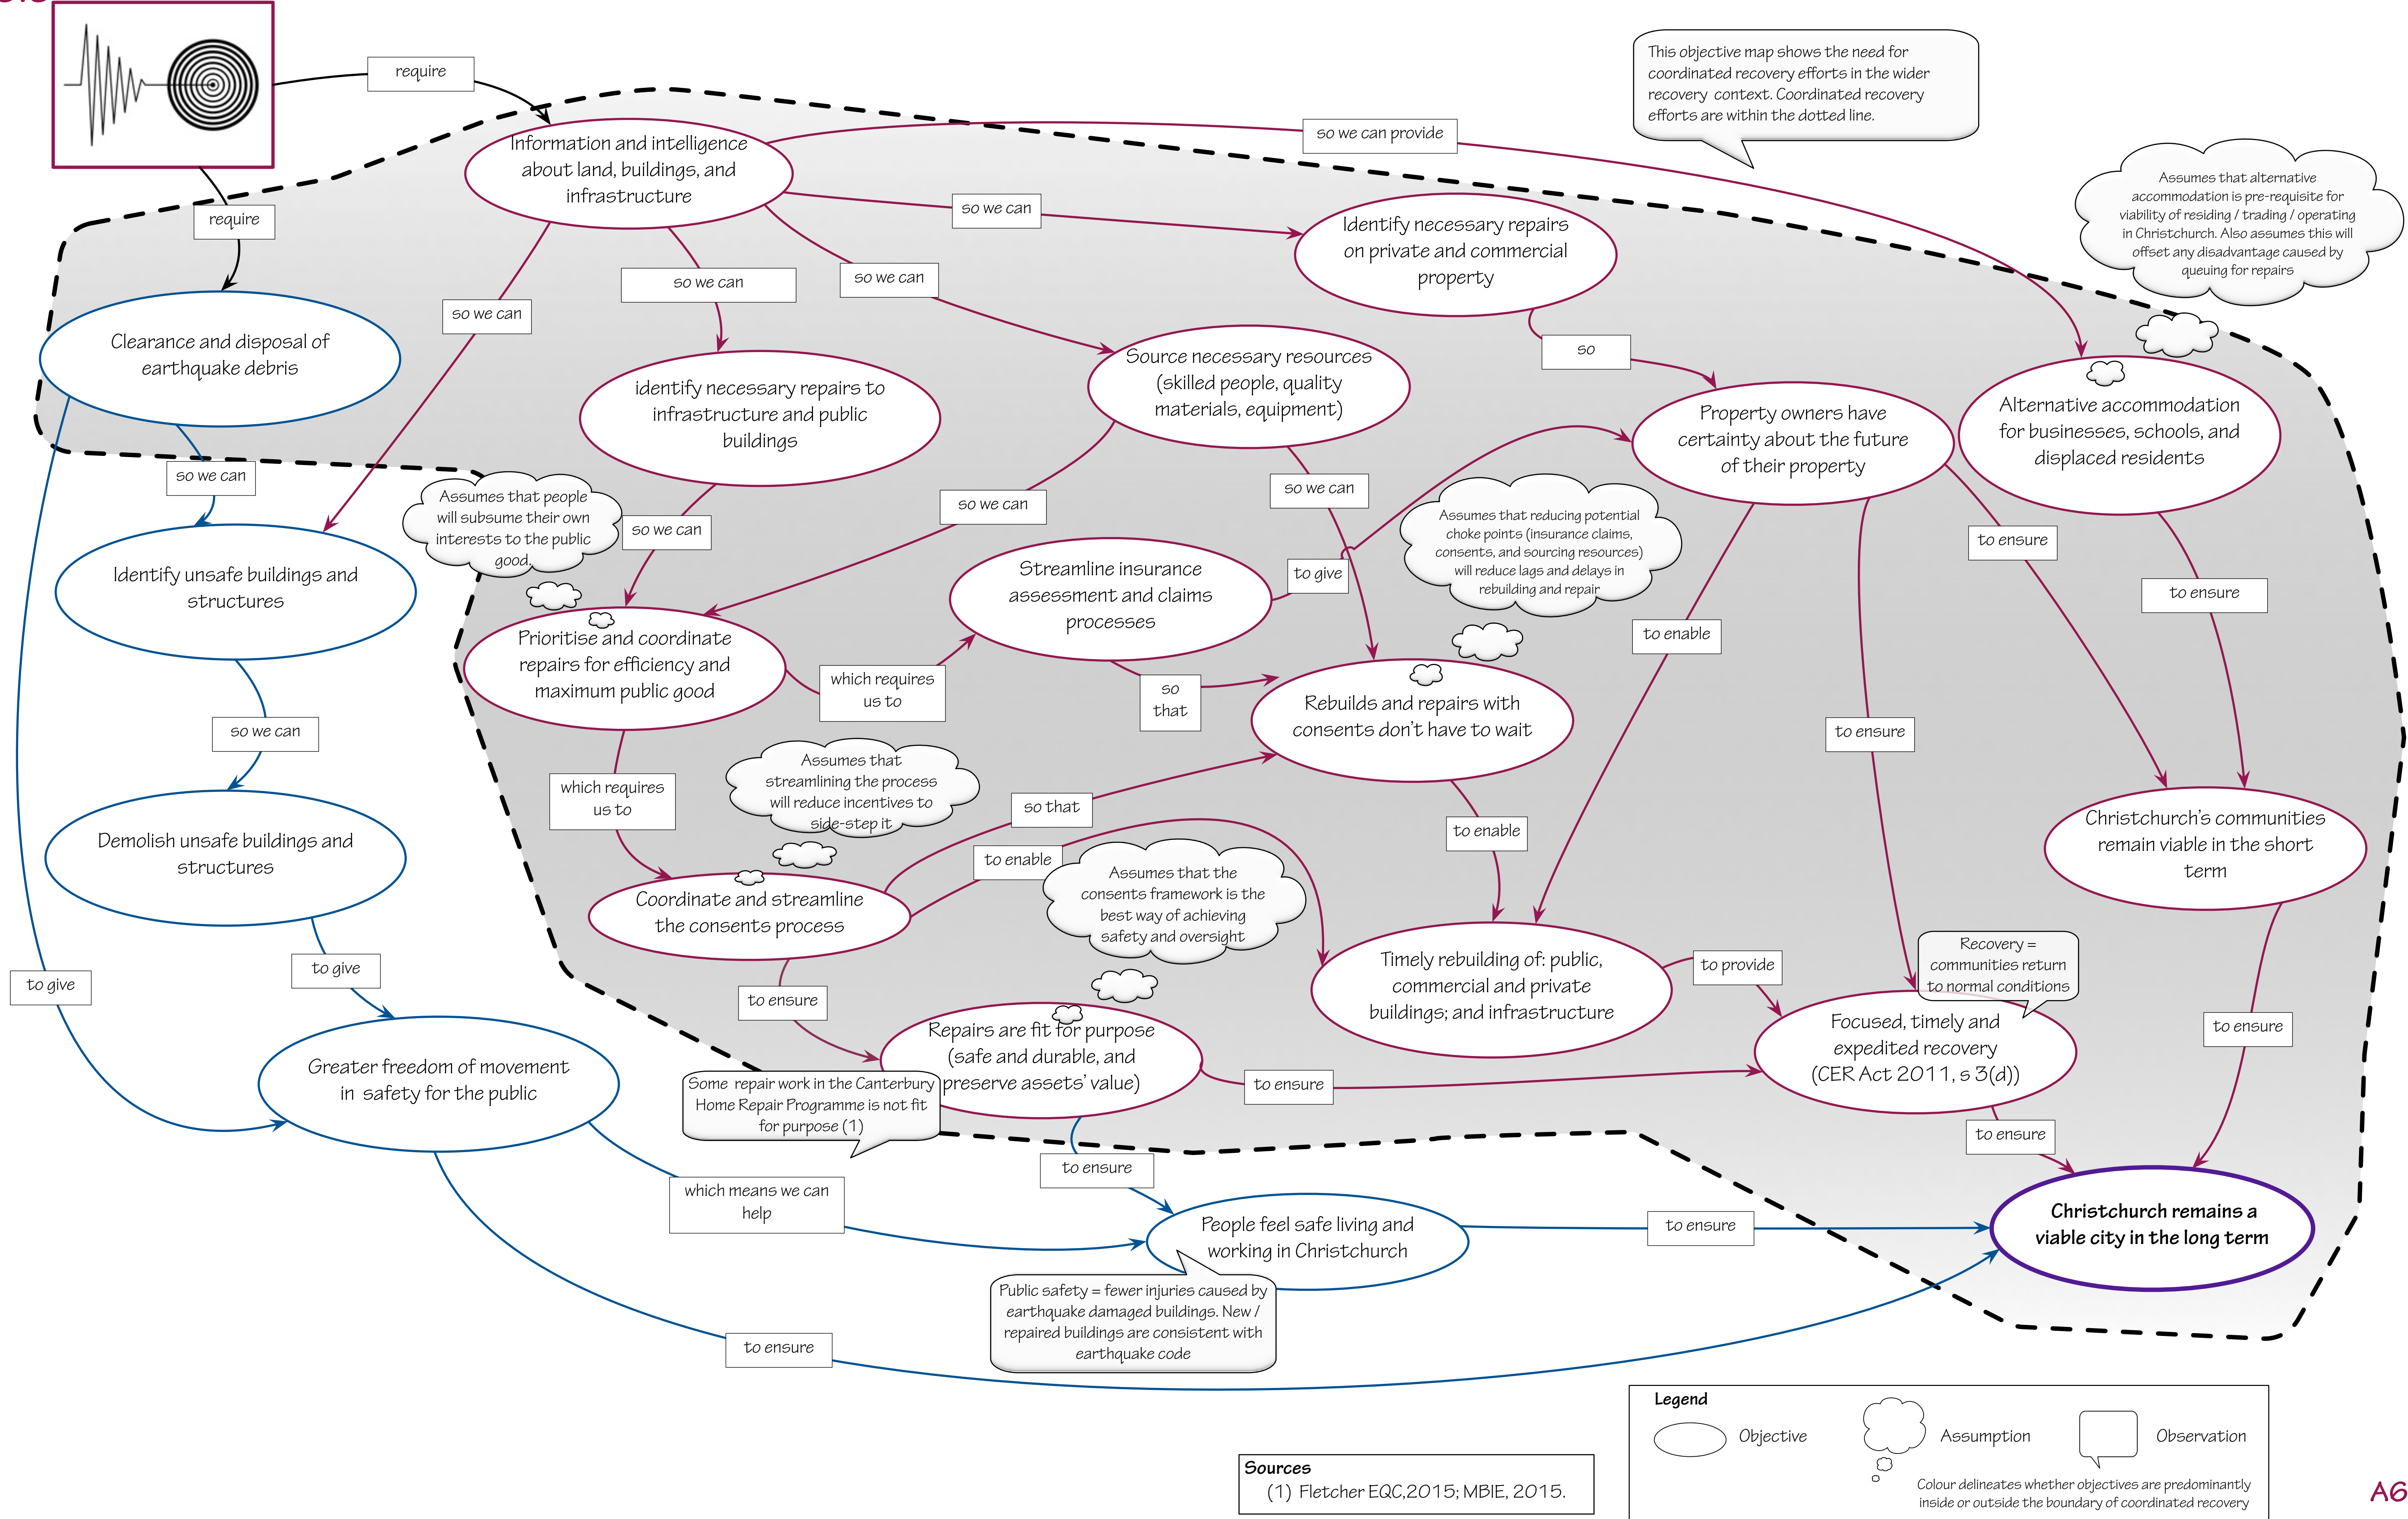 require
This objective map shows the need for
coordinated recovery efforts in the wider
recovery context. Coordinated recovery
efforts are within the dotted line.
Information and intelligence
about land, buildings, and
infrastructure
so we can provide
Assumes that alternative
accommodation is pre-requisite for
viability of residing / trading / operating
in Christchurch. Also assumes this will
offset any disadvantage caused by
queuing for repairs
require
so we can
Identify necessary repairs
on private and commercial
property
so we can
so we can
so we can
so
Clearance and disposal of
earthquake debris
identify necessary repairs to
infrastructure and public
buildings
Source necessary resources
(skilled people, quality
materials, equipment)
Property owners have
certainty about the future
of their property
Alternative accommodation
for businesses, schools, and
displaced residents
so we can
Assumes that people
will subsume their own
interests to the public
good.
so we can
so we can
so we can
Assumes that reducing potential
choke points (insurance claims,
consents, and sourcing resources)
will reduce lags and delays in
rebuilding and repair
to ensure
to ensure
Identify unsafe buildings and
structures
Streamline insurance
assessment and claims
processes
to give
to enable
Prioritise and coordinate
repairs for efficiency and
maximum public good
which requires
us to
so
that
Rebuilds and repairs with
consents don't have to wait
to ensure
so we can
which requires
us to
Assumes that
streamlining the process
will reduce incentives to
side-step it
so that
to enable
to enable
Christchurch's communities
remain viable in the short
term
Demolish unsafe buildings and
structures
Coordinate and streamline
the consents process
Assumes that the
consents framework is the
best way of achieving
safety and oversight
to give
to give
to ensure
Timely rebuilding of: public,
commercial and private
buildings; and infrastructure
to provide
Recovery =
communities return
to normal conditions
Greater freedom of movement
in safety for the public
Repairs are fit for purpose
(safe and durable, and
preserve assets' value)
Some repair work in the Canterbury
Home Repair Programme is not fit
for purpose (1)
to ensure
Focused, timely and
expedited recovery
(CER Act 2011, s 3(d))
to ensure
to ensure
to ensure
which means we can
help
People feel safe living and
working in Christchurch
to ensure
Christchurch remains a
viable city in the long term
Public safety = fewer injuries caused by
earthquake damaged buildings. New /
repaired buildings are consistent with
earthquake code
to ensure
Legend
Objective
Assumption
Observation
Colour delineates whether objectives are predominantly
inside or outside the boundary of coordinated recovery
Sources
(1) Fletcher EQC,2015; MBIE, 2015.
A6